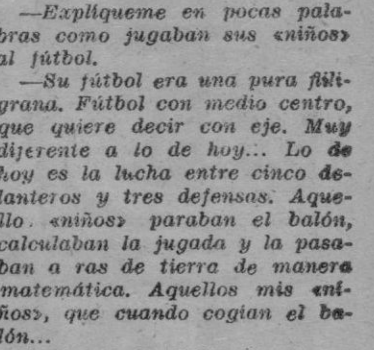 —Explíqueme en pocas pala-
bras como jugaban sus «niños»
al fútbol.
—Su fútbol era una pura fili-
grana. Fútbol con medio centro,
que quiere decir con eje. Muy
diferente a lo de hoy... Lo de
hoy es la lucha entre cinco de-
lanteros y tres defensas. Aque-
llo «niños» paraban el balón,
calculaban la jugada y la pasa-
ban a ras de tierra de manera
matemática. Aquellos mis «ni-
ños», que cuando cogían el ba-
lón...